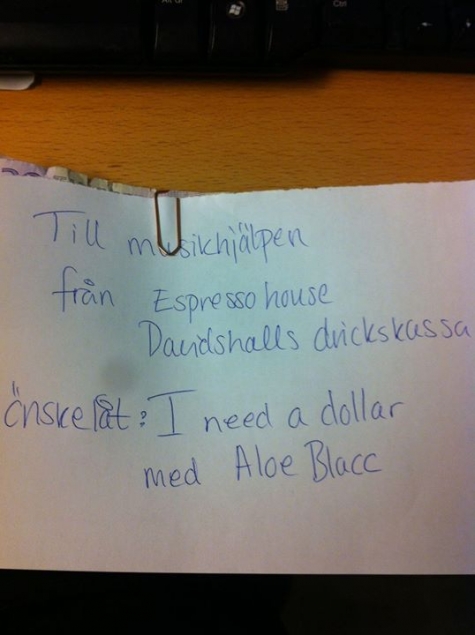 Till musikhjälpen
från Espresso house
Davidshalls drickskassa
Önskelåt: I need a dollar
med Aloe Blacc